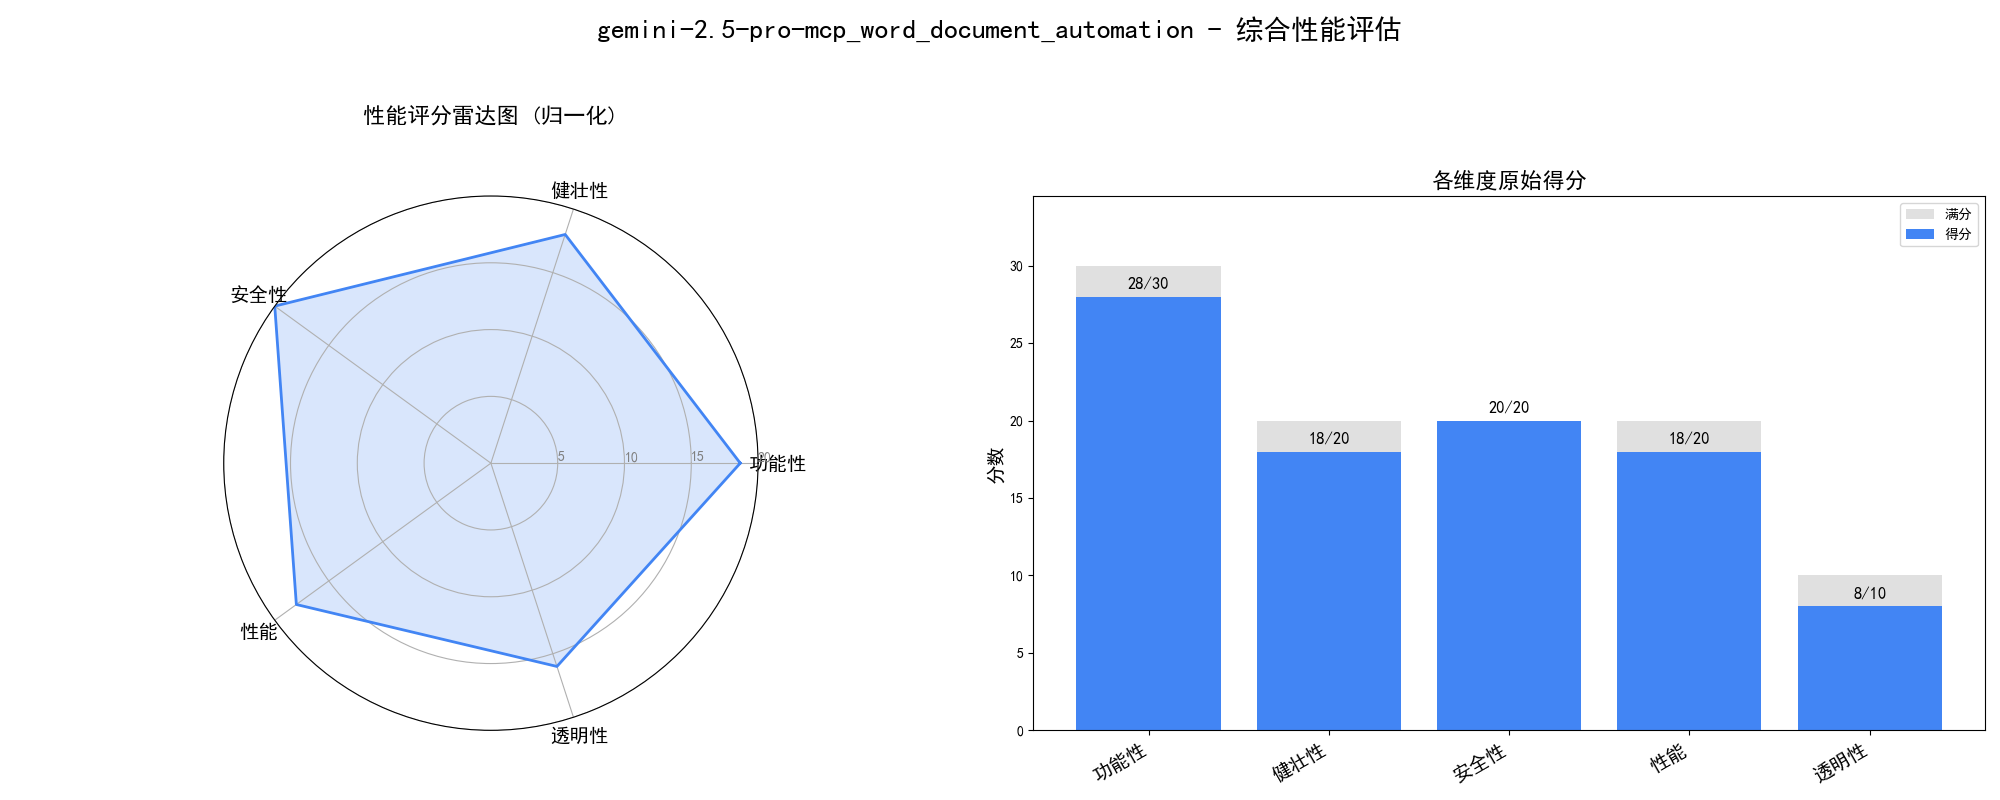 gemini-2.5-pro-mcp_word_document_automation - 综合性能评估
性能评分雷达图 (归一化)
健壮性
安全性
功能性
性能
透明性
5
10
15
20
各维度原始得分
满分
得分
分数
30
25
20
15
10
5
0
28/30
18/20
20/20
18/20
8/10
功能性
健壮性
安全性
性能
透明性